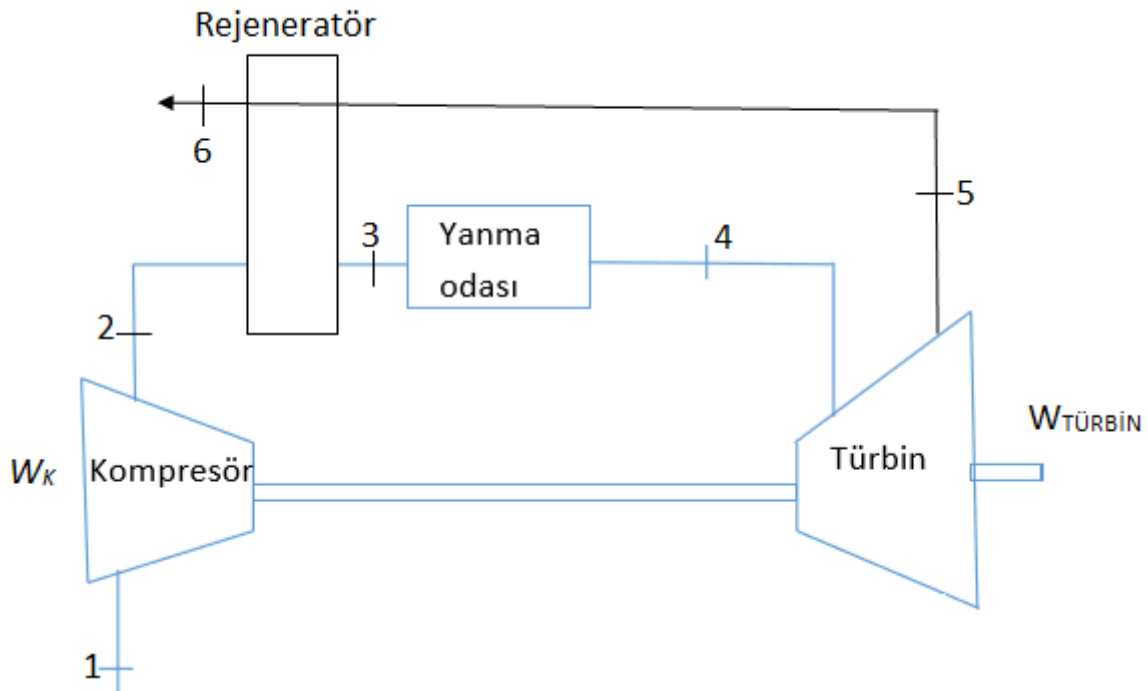 Rejeneratör
6
5
3
Yanma
odası
4
2
WTÜRBİN
WK
Kompresör
Türbin
1